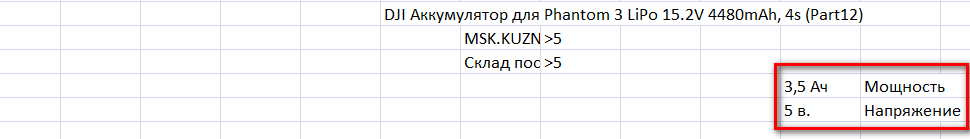 DJI Аккумулятор для Phantom 3 LiPo 15.2V 4480mAh, 4s (Part12)
MSK.KUZN >5
Склад пос >5
3,5 Ач Мощность
5 в. Напряжение